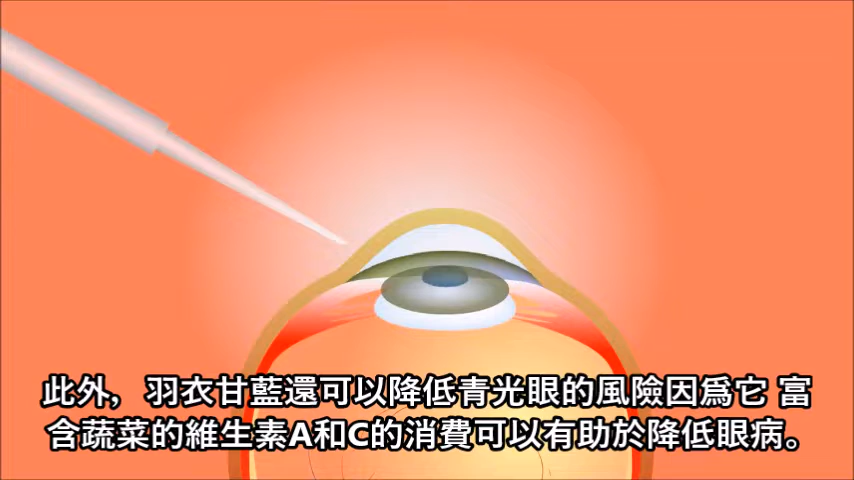 此外，羽衣甘藍還可以降低青光眼的風險因爲它 富
含蔬菜的維生素A和C的消費可以有助於降低眼病。